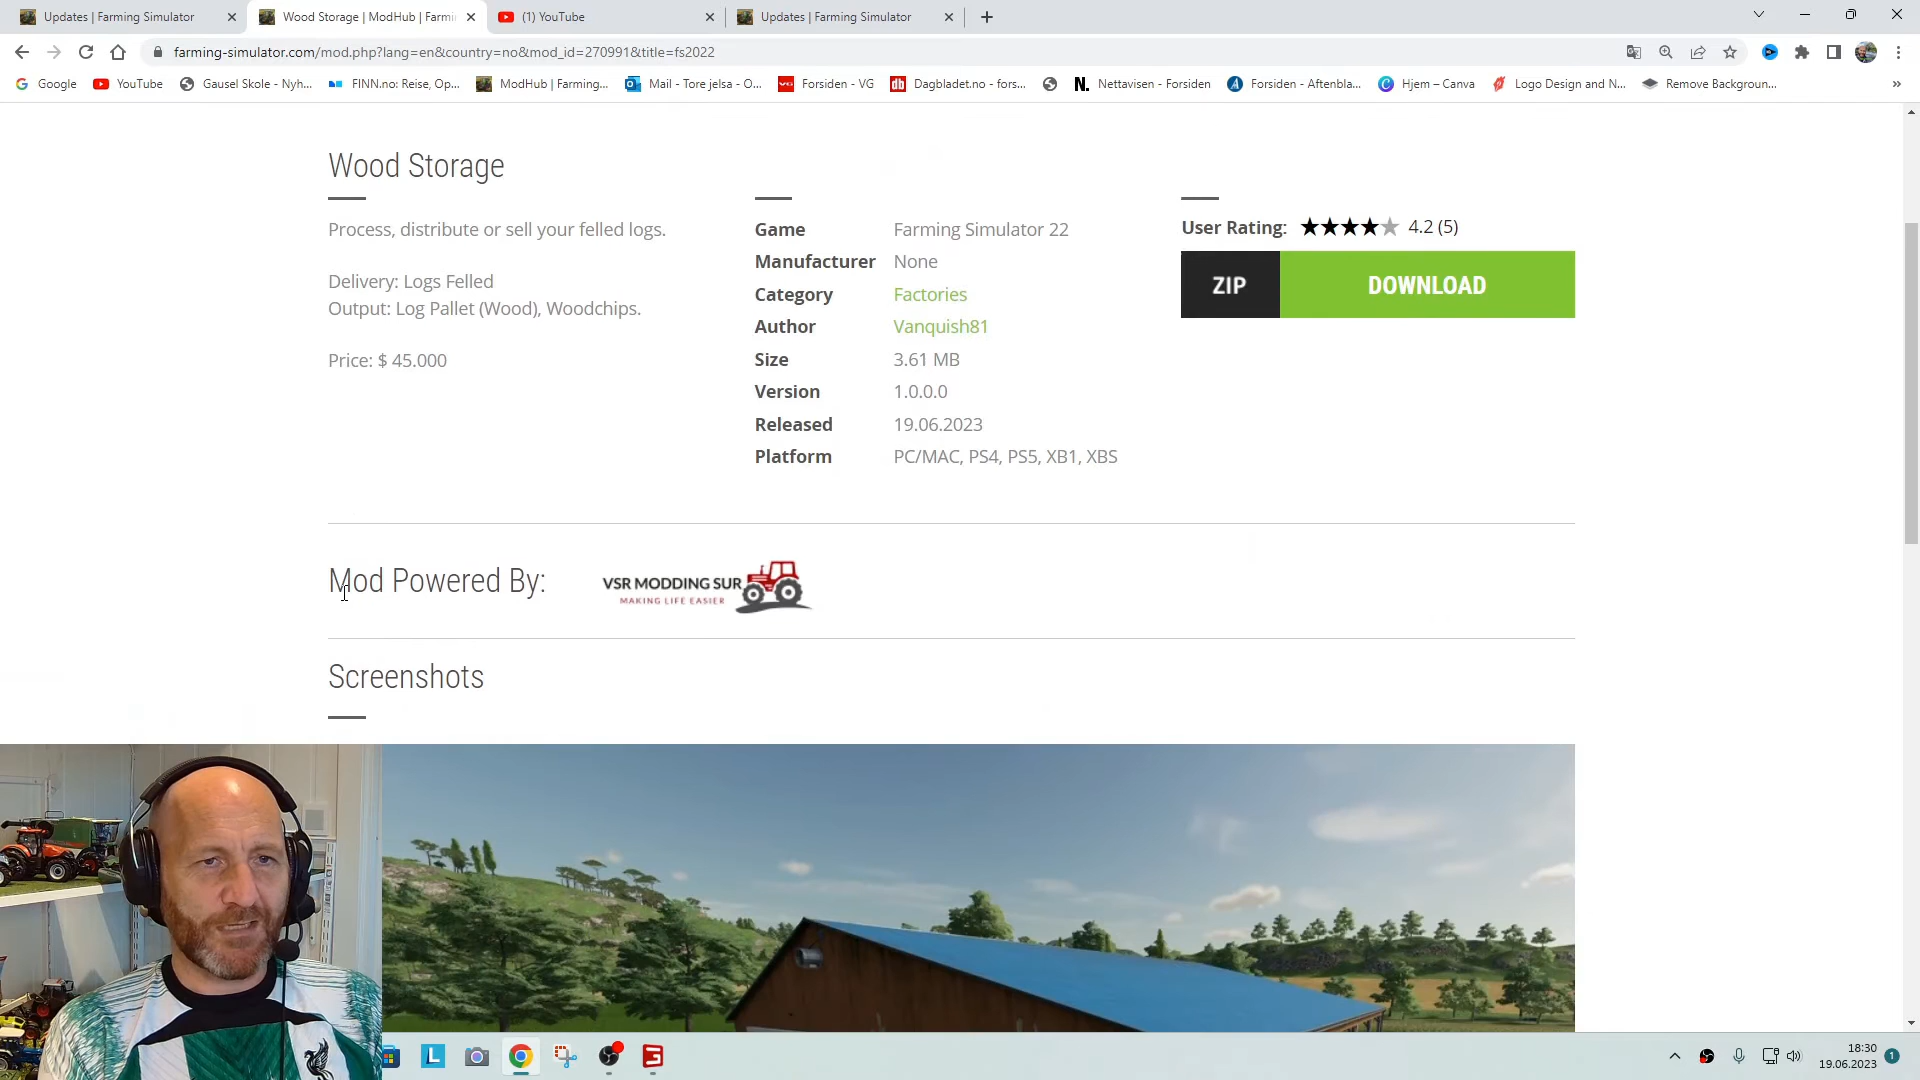 Updates | Farming Simulator
Wood Storage | ModHub | Farmi
(1) YouTube
Updates | Farming Simulator
farming-simulator.com/mod.php?lang=en&country=no&mod_id=270991&title=fs2022
Google
YouTube
Gausel Skole - Nyh...
FINN.no: Reise, Op...
ModHub | Farming...
Mail - Tore jelsa - O...
Forsiden - VG
Dagbladet.no - fors...
Nettavisen - Forsiden
Forsiden - Aftenbla...
Hjem – Canva
Logo Design and N...
Remove Backgroun...
Wood Storage
Process, distribute or sell your felled logs.
Delivery: Logs Felled
Output: Log Pallet (Wood), Woodchips.
Price: $ 45.000
Game Farming Simulator 22
Manufacturer None
Category Factories
Author Vanquish81
Size 3.61 MB
Version 1.0.0.0
Released 19.06.2023
Platform PC/MAC, PS4, PS5, XB1, XBS
User Rating: 4.2 (5)
ZIP DOWNLOAD
Mod Powered By:
VSR MODDING SUR
MAKING LIFE EASIER
Screenshots
18:30
19.06.2023
1